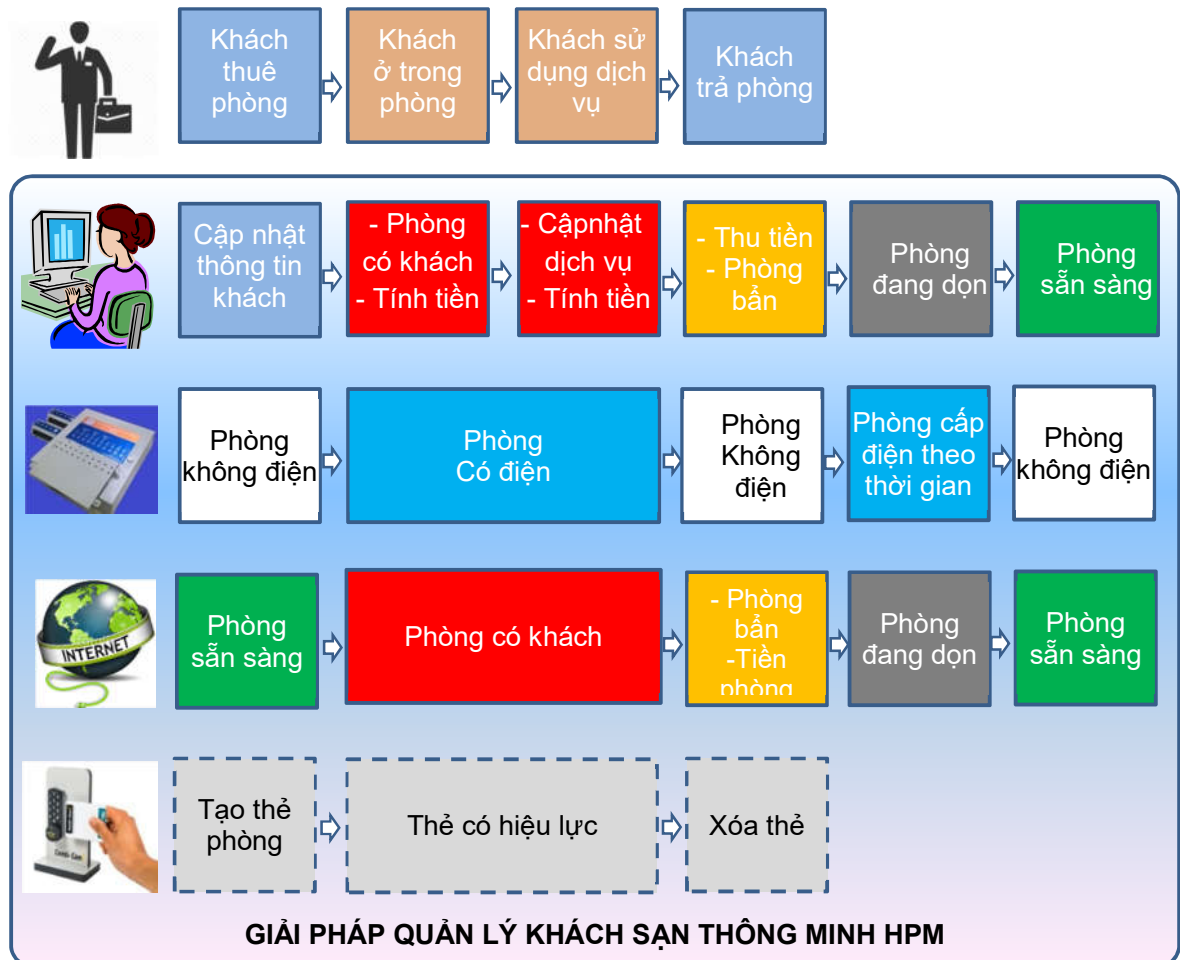 Khách
thuê
phòng
Khách
ở trong
phòng
Khách sử
dụng dịch
vụ
Khách
trả phòng
Cập nhật
thông tin
khách
- Phòng
có khách
- Tính tiền
- Cậpnhật
dịch vụ
- Tính tiền
- Thu tiền
- Phòng
bẩn
Phòng
đang dọn
Phòng
sẵn sàng
Phòng
không điện
Phòng
Có điện
Phòng
Không
điện
Phòng cấp
điện theo
thời gian
Phòng
không điện
INTERNET
Phòng
sẵn sàng
Phòng có khách
- Phòng
bẩn
-Tiền
phòng
Phòng
đang dọn
Phòng
sẵn sàng
Tạo thẻ
phòng
Thẻ có hiệu lực
Xóa thẻ
GIẢI PHÁP QUẢN LÝ KHÁCH SẠN THÔNG MINH HPM